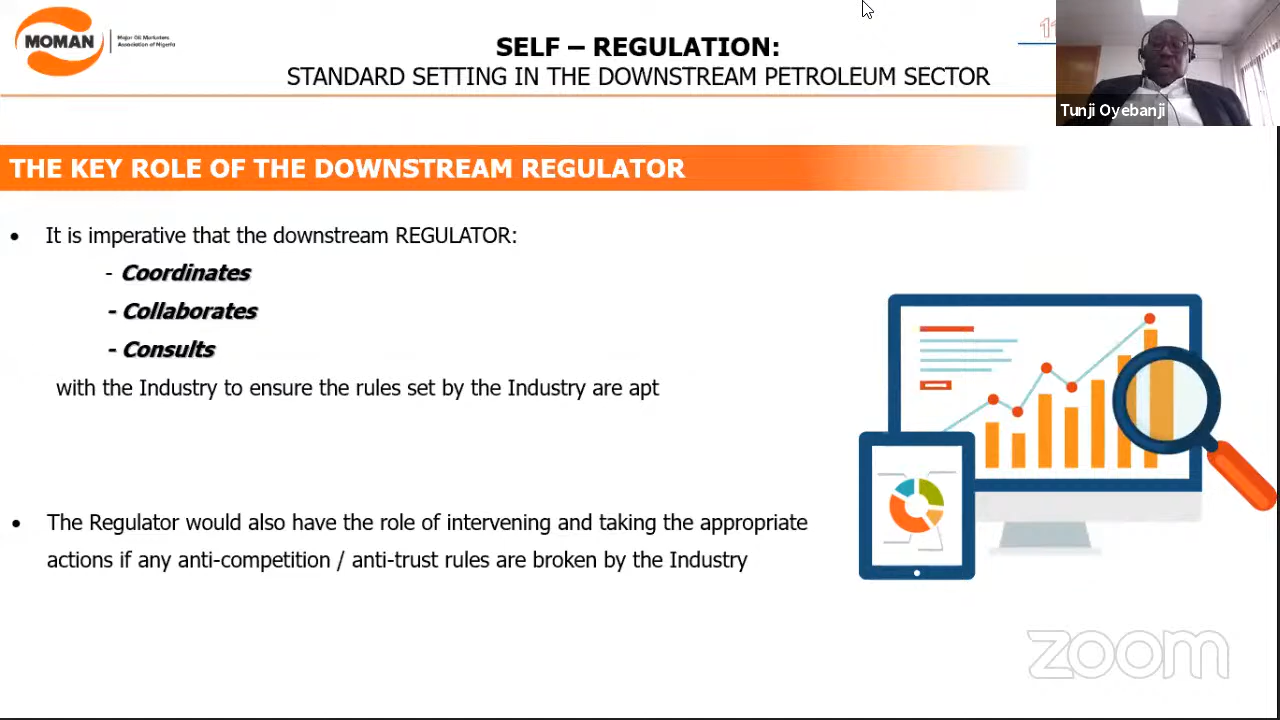 MOMAN
Major Oil Marketers
Association of Nigeria
SELF – REGULATION:
STANDARD SETTING IN THE DOWNSTREAM PETROLEUM SECTOR
Tunji Oyebanji
THE KEY ROLE OF THE DOWNSTREAM REGULATOR
• It is imperative that the downstream REGULATOR:
- Coordinates
- Collaborates
- Consults
with the Industry to ensure the rules set by the Industry are apt
• The Regulator would also have the role of intervening and taking the appropriate
actions if any anti-competition / anti-trust rules are broken by the Industry
zoom